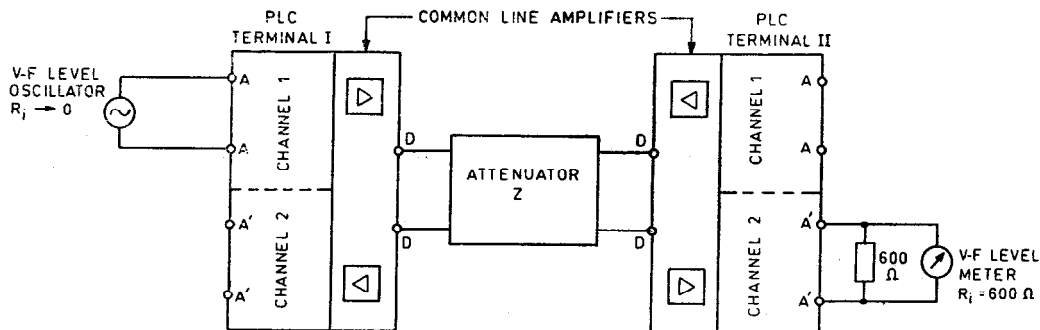 PLC
TERMINAL I
COMMON LINE AMPLIFIERS
PLC
TERMINAL II
V-F LEVEL
OSCILLATOR
Ri → 0
A
A
CHANNEL 1
A'
A'
CHANNEL 2
D
D
ATTENUATOR
Z
D
D
CHANNEL 1
A
A
CHANNEL 2
A'
A'
600
Ω
V-F LEVEL
METER
Ri = 600 Ω